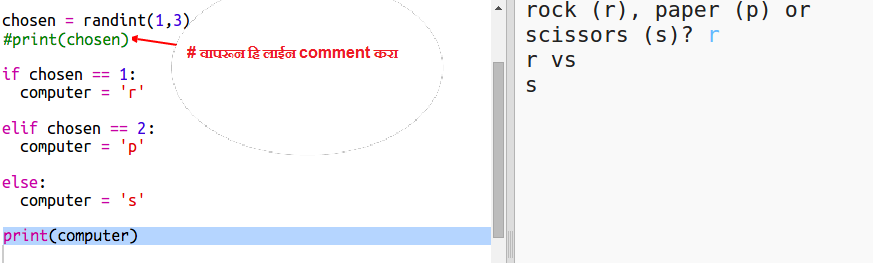 chosen = randint(1,3)
#print(chosen)
# वापरून हि लाईन comment करा
if chosen == 1:
  computer = 'r'
elif chosen == 2:
  computer = 'p'
else:
  computer = 's'
print(computer)
rock (r), paper (p) or
scissors (s)? r
r vs
s